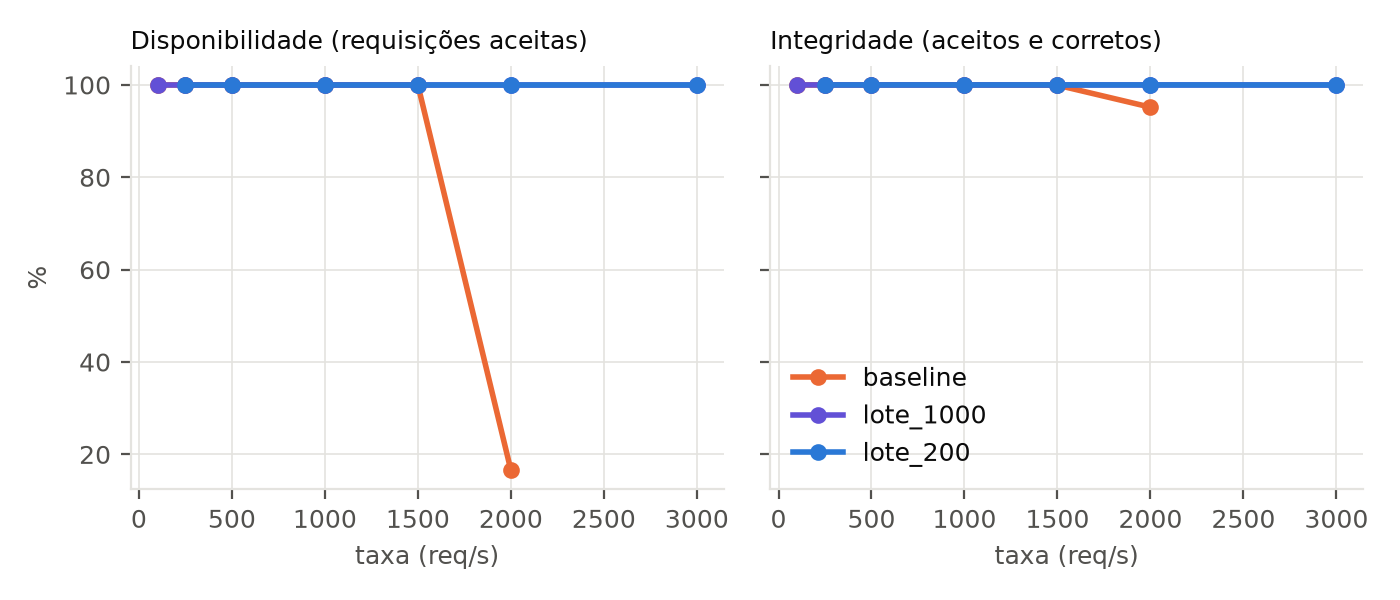 Disponibilidade (requisições aceitas)
100
80
60
40
20
%
0 500 1000 1500 2000 2500 3000
taxa (req/s)
Integridade (aceitos e corretos)
baseline
lote_1000
lote_200
0 500 1000 1500 2000 2500 3000
taxa (req/s)